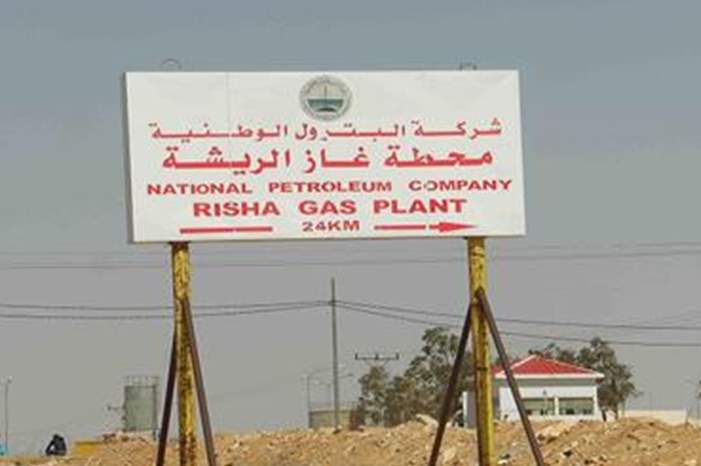 شركة البترول الوطنية
محطة غاز الريشة
NATIONAL PETROLEUM COMPANY
RISHA GAS PLANT
24KM